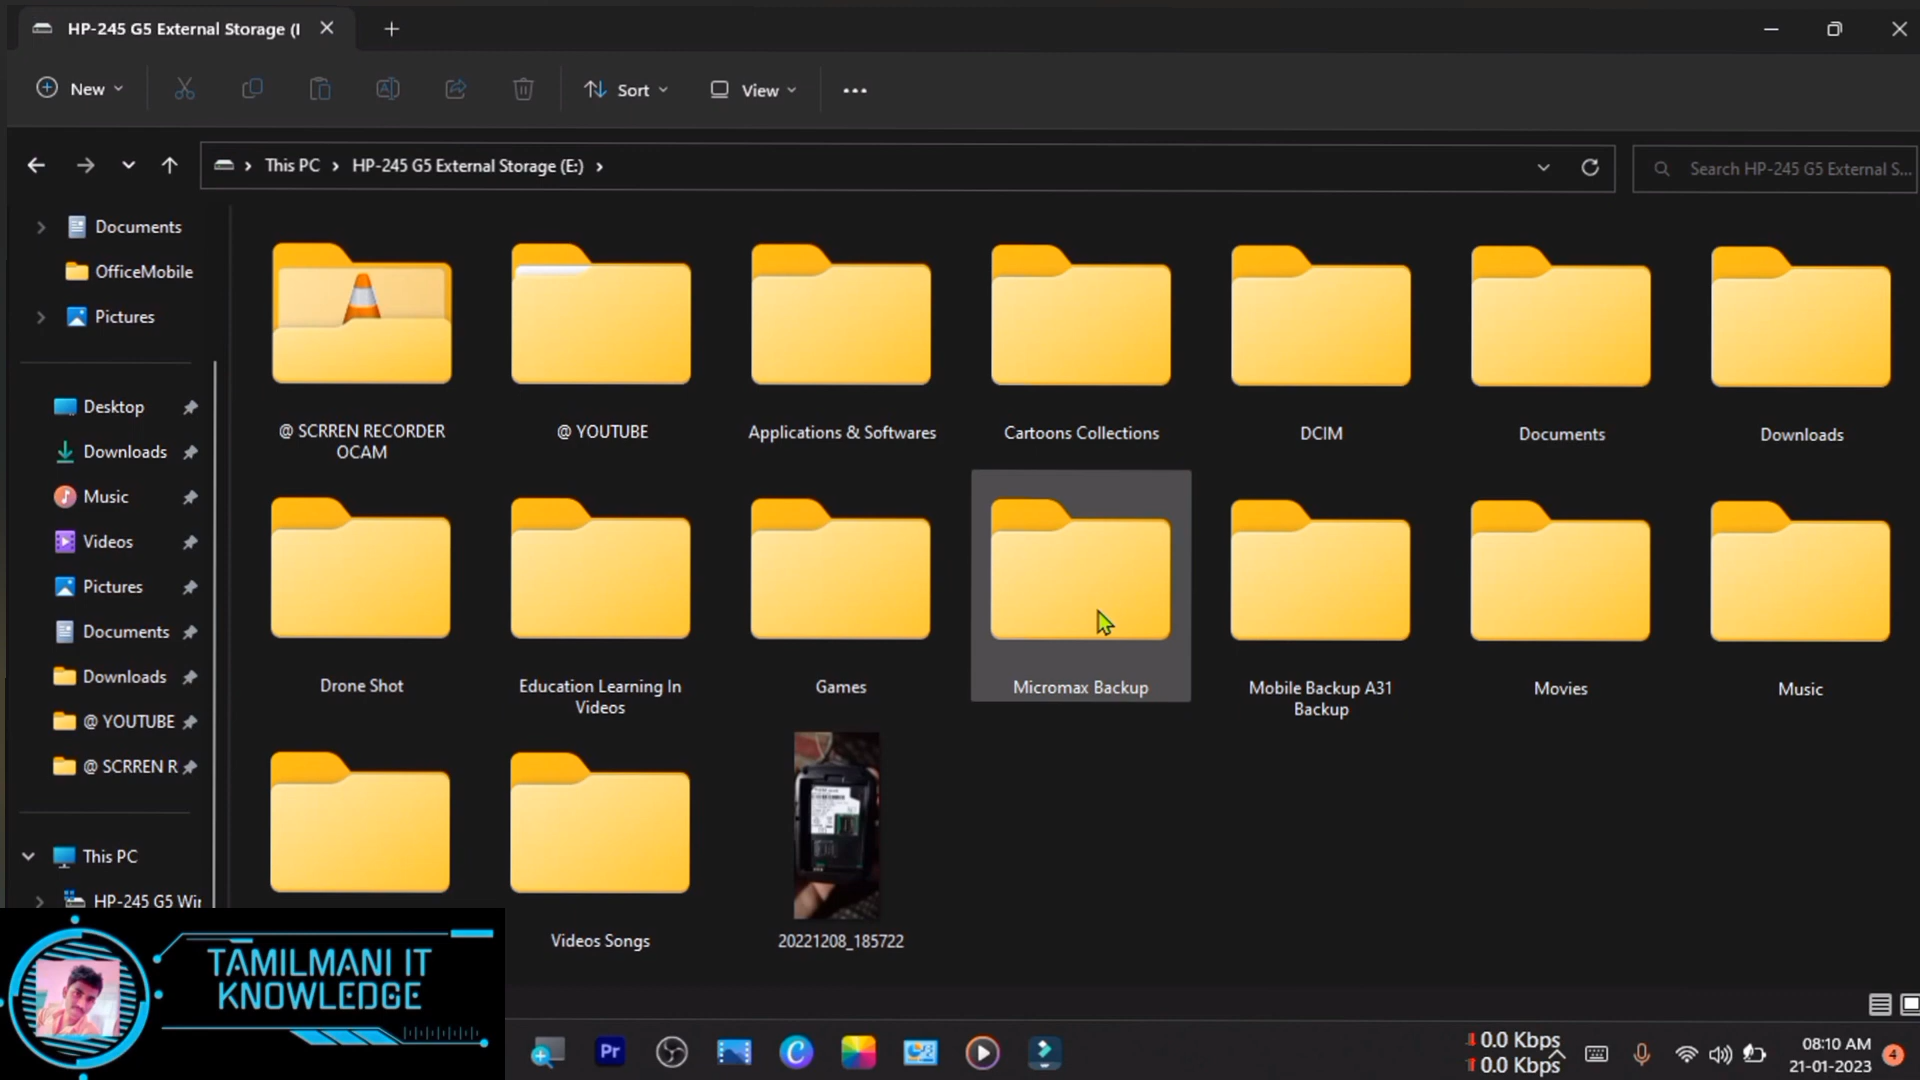 HP-245 G5 External Storage (I
New
Sort
View
This PC
HP-245 G5 External Storage (E:)
Search HP-245 G5 External S...
Documents
OfficeMobile
Pictures
Desktop
Downloads
Music
Videos
Pictures
Documents
Downloads
@ YOUTUBE
@ SCRREN R
This PC
HP-245 G5 Wir
@ SCRREN RECORDER
OCAM
@ YOUTUBE
Applications & Softwares
Cartoons Collections
DCIM
Documents
Downloads
Drone Shot
Education Learning In
Videos
Games
Micromax Backup
Mobile Backup A31
Backup
Movies
Music
Videos Songs
20221208_185722
TAMILMANI IT
KNOWLEDGE
Pr
0.0 Kbps
0.0 Kbps
08:10 AM
21-01-2023
4